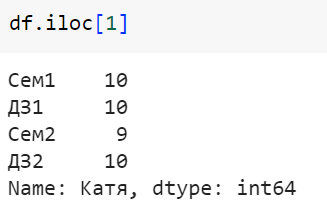 df.iloc[1]
Сем1 10
ДЗ1 10
Сем2 9
ДЗ2 10
Name: Катя, dtype: int64